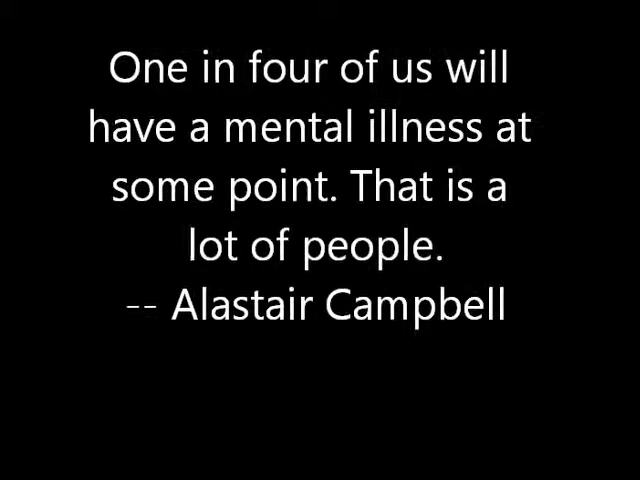 One in four of us will
have a mental illness at
some point. That is a
lot of people.
-- Alastair Campbell